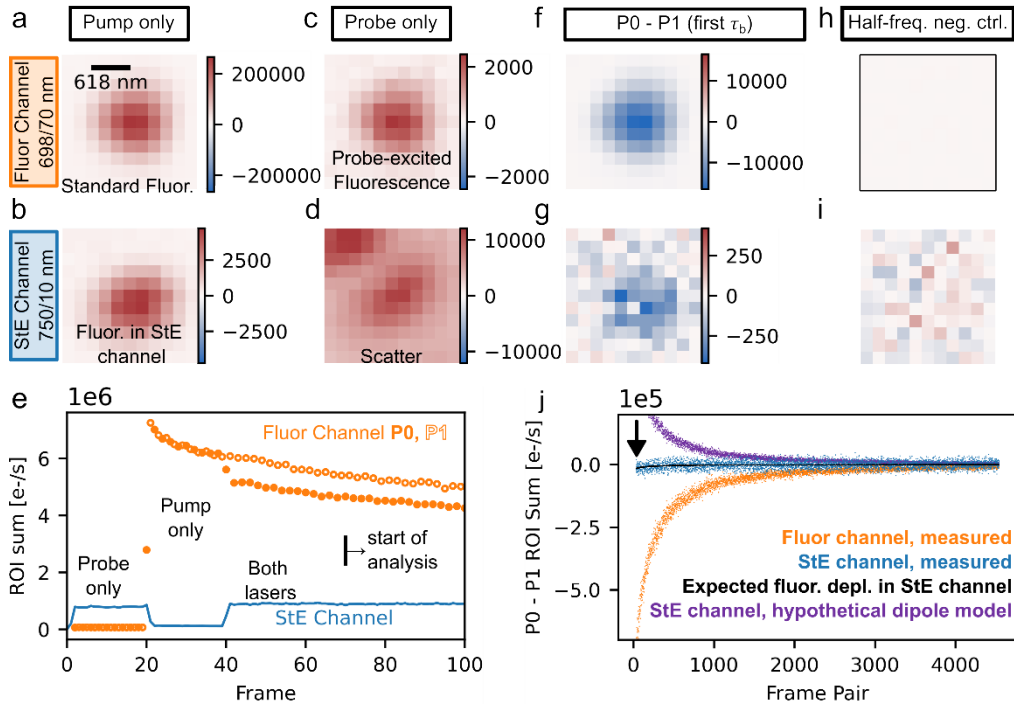 a
Pump only
c
Probe only
f
P0 - P1 (first τb)
h
Half-freq. neg. ctrl.
Fluor Channel
698/70 nm
618 nm
Standard Fluor.
200000
0
−200000
Probe-excited
Fluorescence
2000
0
−2000
10000
0
−10000
b
StE Channel
750/10 nm
Fluor. in StE
channel
2500
0
−2500
d
Scatter
10000
0
−10000
g
250
0
−250
i
e
1e6
ROI sum [e-/s]
6
4
2
0
Fluor Channel P0, P1
Pump
only
Probe
only
start of
analysis
Both
lasers
StE Channel
0
20
40
60
80
100
Frame
j
1e5
P0 - P1 ROI Sum [e-/s]
0.0
−2.5
−5.0
Fluor channel, measured
StE channel, measured
Expected fluor. depl. in StE channel
StE channel, hypothetical dipole model
0
1000
2000
3000
4000
Frame Pair